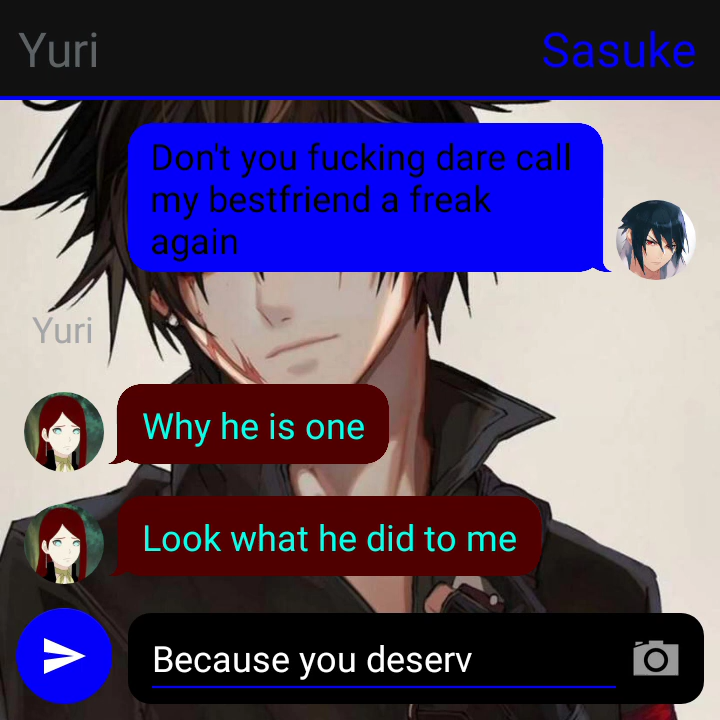 Yuri
Sasuke
Don't you fucking dare call
my bestfriend a freak
again
Yuri
Why he is one
Look what he did to me
Because you deserv